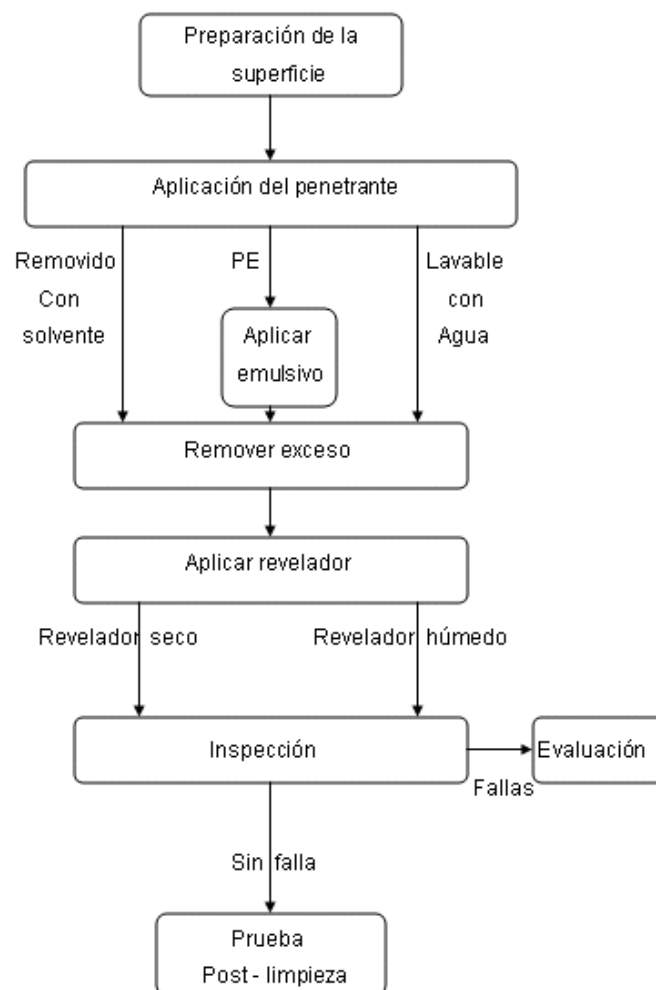 Preparación de la
superficie
Aplicación del penetrante
Removido
Con
solvente
PE
Lavable
con
Agua
Aplicar
emulsivo
Remover exceso
Aplicar revelador
Revelador seco
Revelador húmedo
Inspección
Evaluación
Fallas
Sin falla
Prueba
Post - limpieza